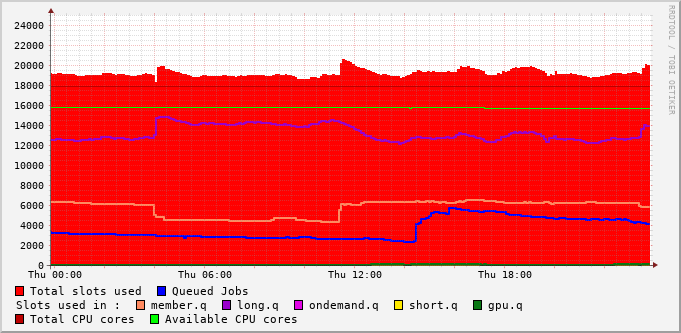 RRDTOOL / TOBI OETIKER
24000
22000
20000
18000
16000
14000
12000
10000
8000
6000
4000
2000
0
Thu 00:00 Thu 06:00 Thu 12:00 Thu 18:00
Total slots used Queued Jobs
Slots used in : member.q long.q ondemand.q short.q gpu.q
Total CPU cores Available CPU cores